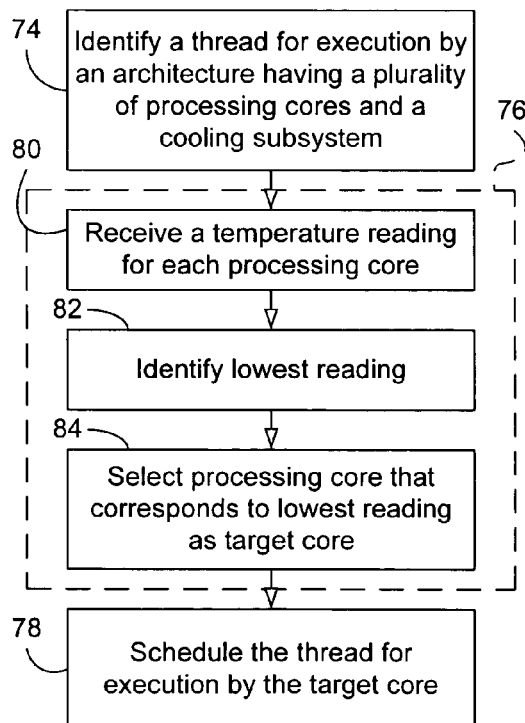 74
Identify a thread for execution by
an architecture having a plurality
of processing cores and a
cooling subsystem
76
80
Receive a temperature reading
for each processing core
82
Identify lowest reading
84
Select processing core that
corresponds to lowest reading
as target core
78
Schedule the thread for
execution by the target core